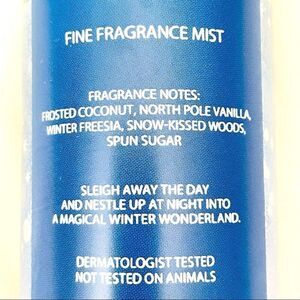 FINE FRAGRANCE MIST
FRAGRANCE NOTES:
FROSTED COCONUT, NORTH POLE VANILLA,
WINTER FREESIA, SNOW-KISSED WOODS,
SPUN SUGAR
SLEIGH AWAY THE DAY
AND NESTLE UP AT NIGHT INTO
A MAGICAL WINTER WONDERLAND.
DERMATOLOGIST TESTED
NOT TESTED ON ANIMALS